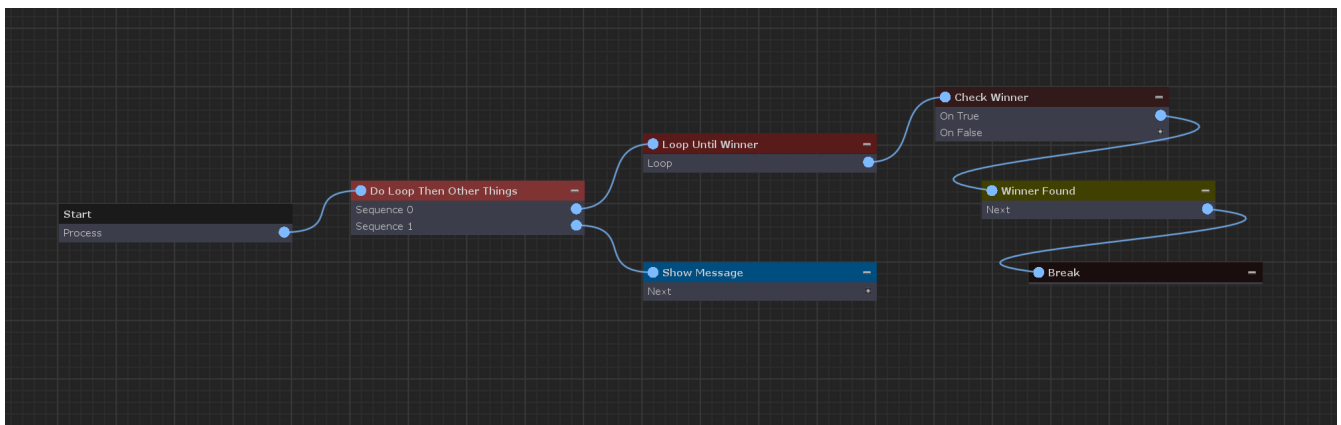 Start
Process
Do Loop Then Other Things
Sequence 0
Sequence 1
Loop Until Winner
Loop
Show Message
Next
Check Winner
On True
On False
Winner Found
Next
Break